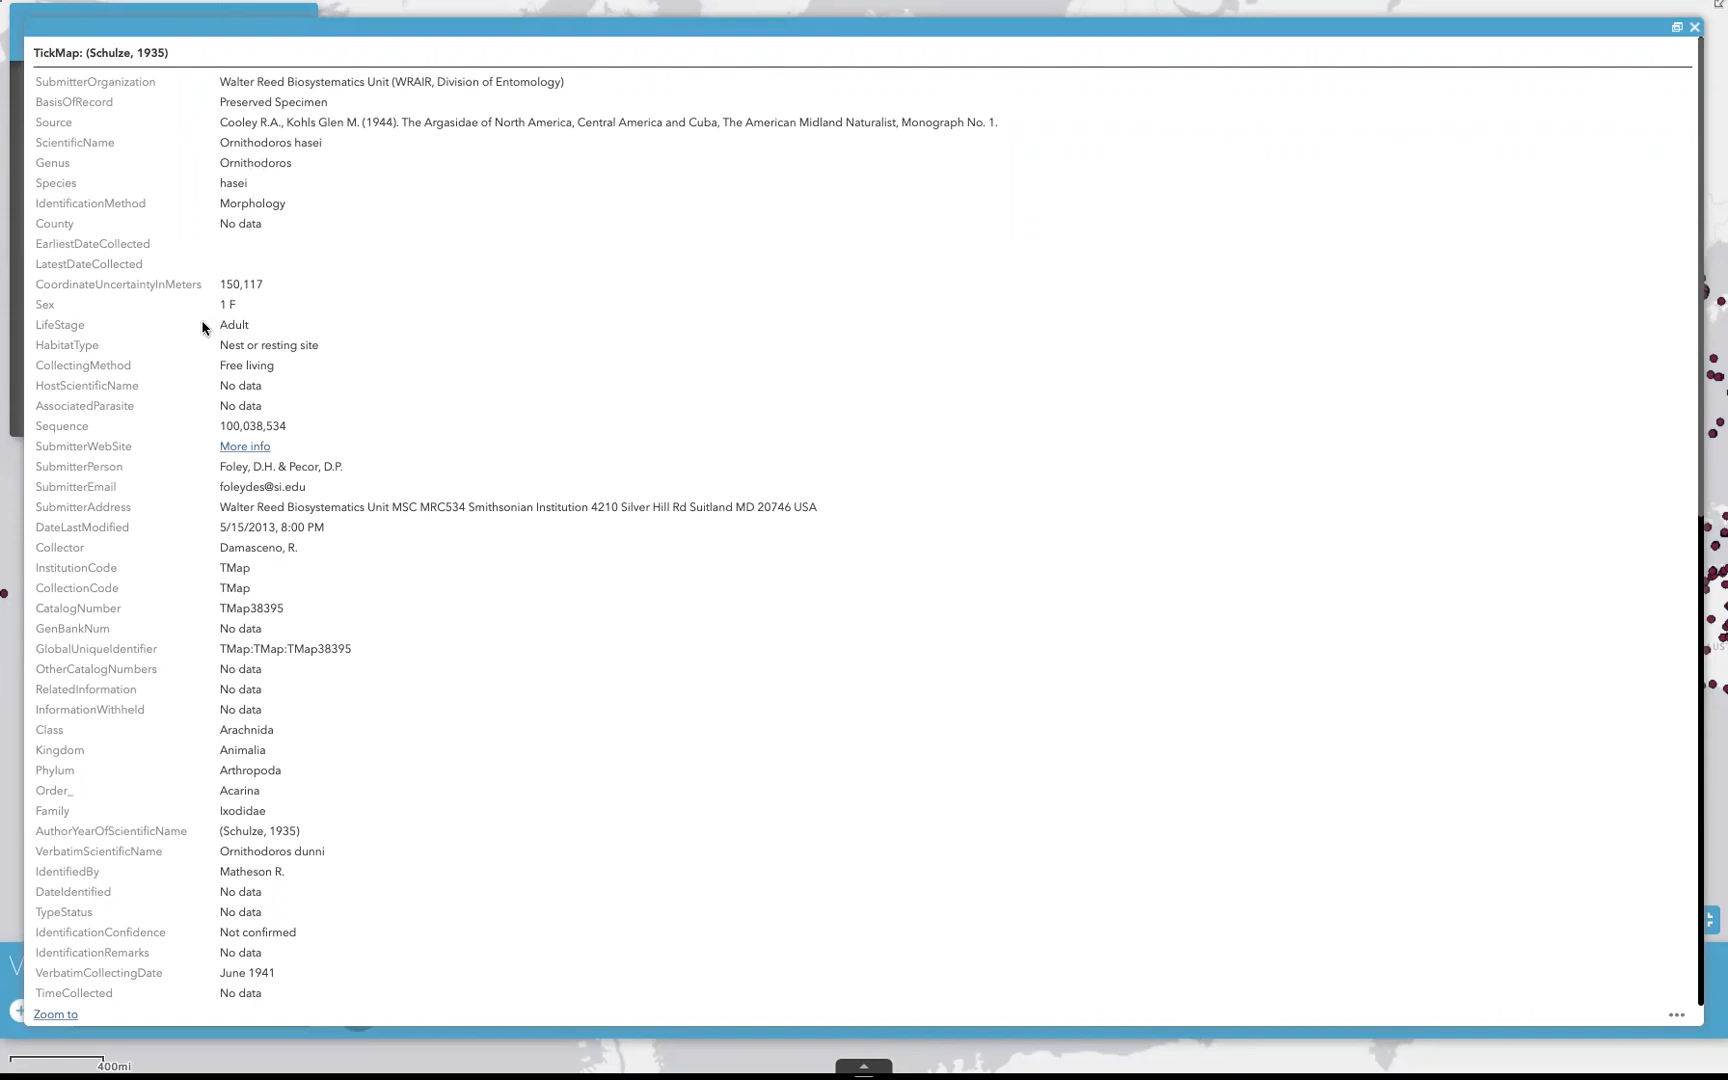 TickMap: (Schulze, 1935)
SubmitterOrganization Walter Reed Biosystematics Unit (WRAIR, Division of Entomology)
BasisOfRecord Preserved Specimen
Source Cooley R.A., Kohls Glen M. (1944). The Argasidae of North America, Central America and Cuba, The American Midland Naturalist, Monograph No. 1.
ScientificName Ornithodoros hasei
Genus Ornithodoros
Species hasei
IdentificationMethod Morphology
County No data
EarliestDateCollected
LatestDateCollected
CoordinateUncertaintyInMeters 150,117
Sex 1 F
LifeStage Adult
HabitatType Nest or resting site
CollectingMethod Free living
HostScientificName No data
AssociatedParasite No data
Sequence 100,038,534
SubmitterWebSite More info
SubmitterPerson Foley, D.H. & Pecor, D.P.
SubmitterEmail foleydes@si.edu
SubmitterAddress Walter Reed Biosystematics Unit MSC MRC534 Smithsonian Institution 4210 Silver Hill Rd Suitland MD 20746 USA
DateLastModified 5/15/2013, 8:00 PM
Collector Damasceno, R.
InstitutionCode TMap
CollectionCode TMap
CatalogNumber TMap38395
GenBankNum No data
GlobalUniqueIdentifier TMap:TMap:TMap38395
OtherCatalogNumbers No data
RelatedInformation No data
InformationWithheld No data
Class Arachnida
Kingdom Animalia
Phylum Arthropoda
Order_ Acarina
Family Ixodidae
AuthorYearOfScientificName (Schulze, 1935)
VerbatimScientificName Ornithodoros dunni
IdentifiedBy Matheson R.
DateIdentified No data
TypeStatus No data
IdentificationConfidence Not confirmed
IdentificationRemarks No data
VerbatimCollectingDate June 1941
TimeCollected No data
Zoom to
400mi